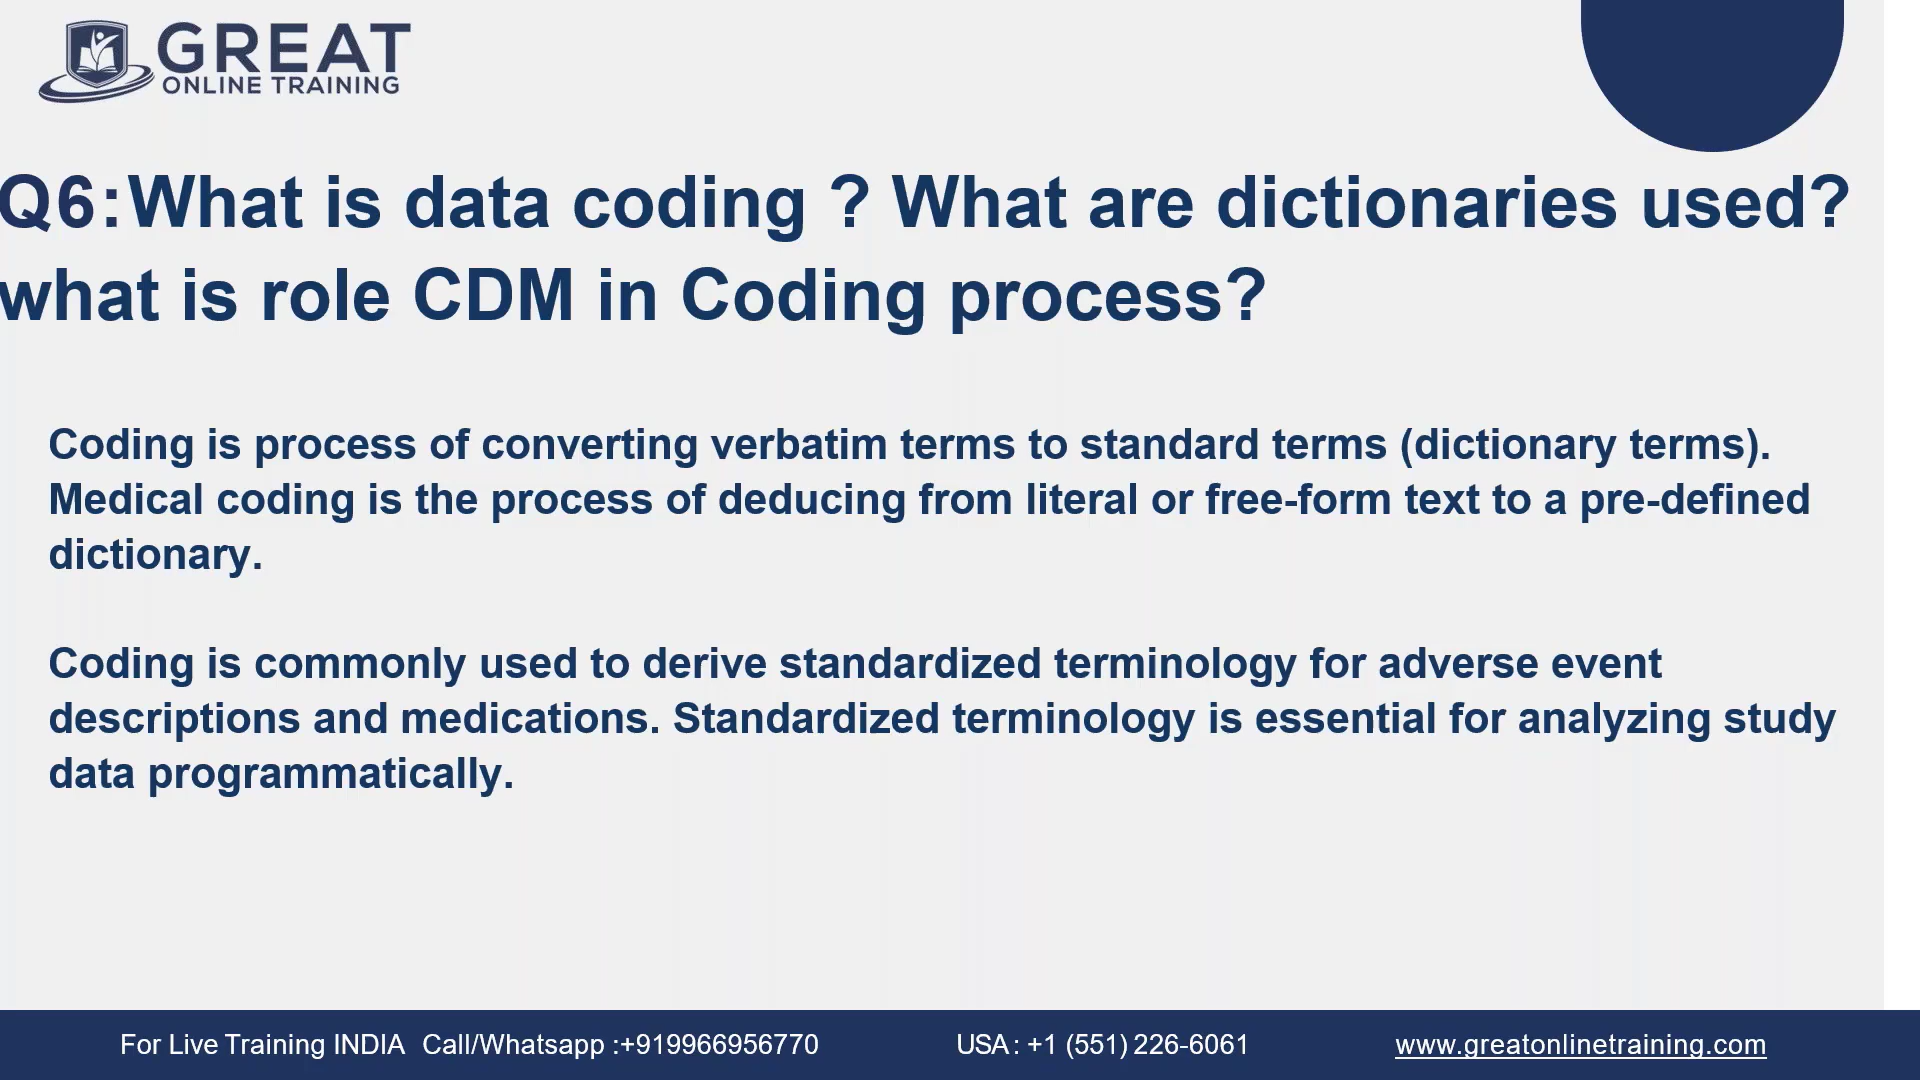 GREAT
ONLINE TRAINING
Q6:What is data coding ? What are dictionaries used?
what is role CDM in Coding process?
Coding is process of converting verbatim terms to standard terms (dictionary terms).
Medical coding is the process of deducing from literal or free-form text to a pre-defined
dictionary.
Coding is commonly used to derive standardized terminology for adverse event
descriptions and medications. Standardized terminology is essential for analyzing study
data programmatically.
For Live Training INDIA Call/Whatsapp :+919966956770 USA : +1 (551) 226-6061 www.greatonlinetraining.com